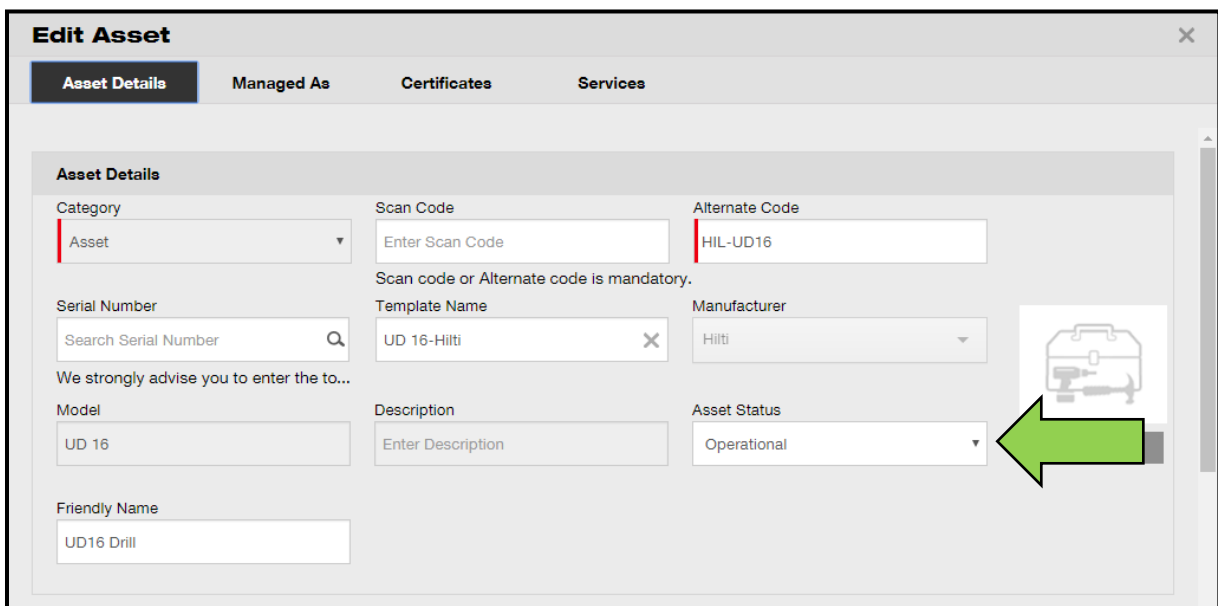 Edit Asset
Asset Details Managed As Certificates Services
Asset Details
Category Scan Code Alternate Code
Asset Enter Scan Code HIL-UD16
Scan code or Alternate code is mandatory.
Serial Number Template Name Manufacturer
Search Serial Number UD 16-Hilti Hilti
We strongly advise you to enter the to...
Model Description Asset Status
UD 16 Enter Description Operational
Friendly Name
UD16 Drill